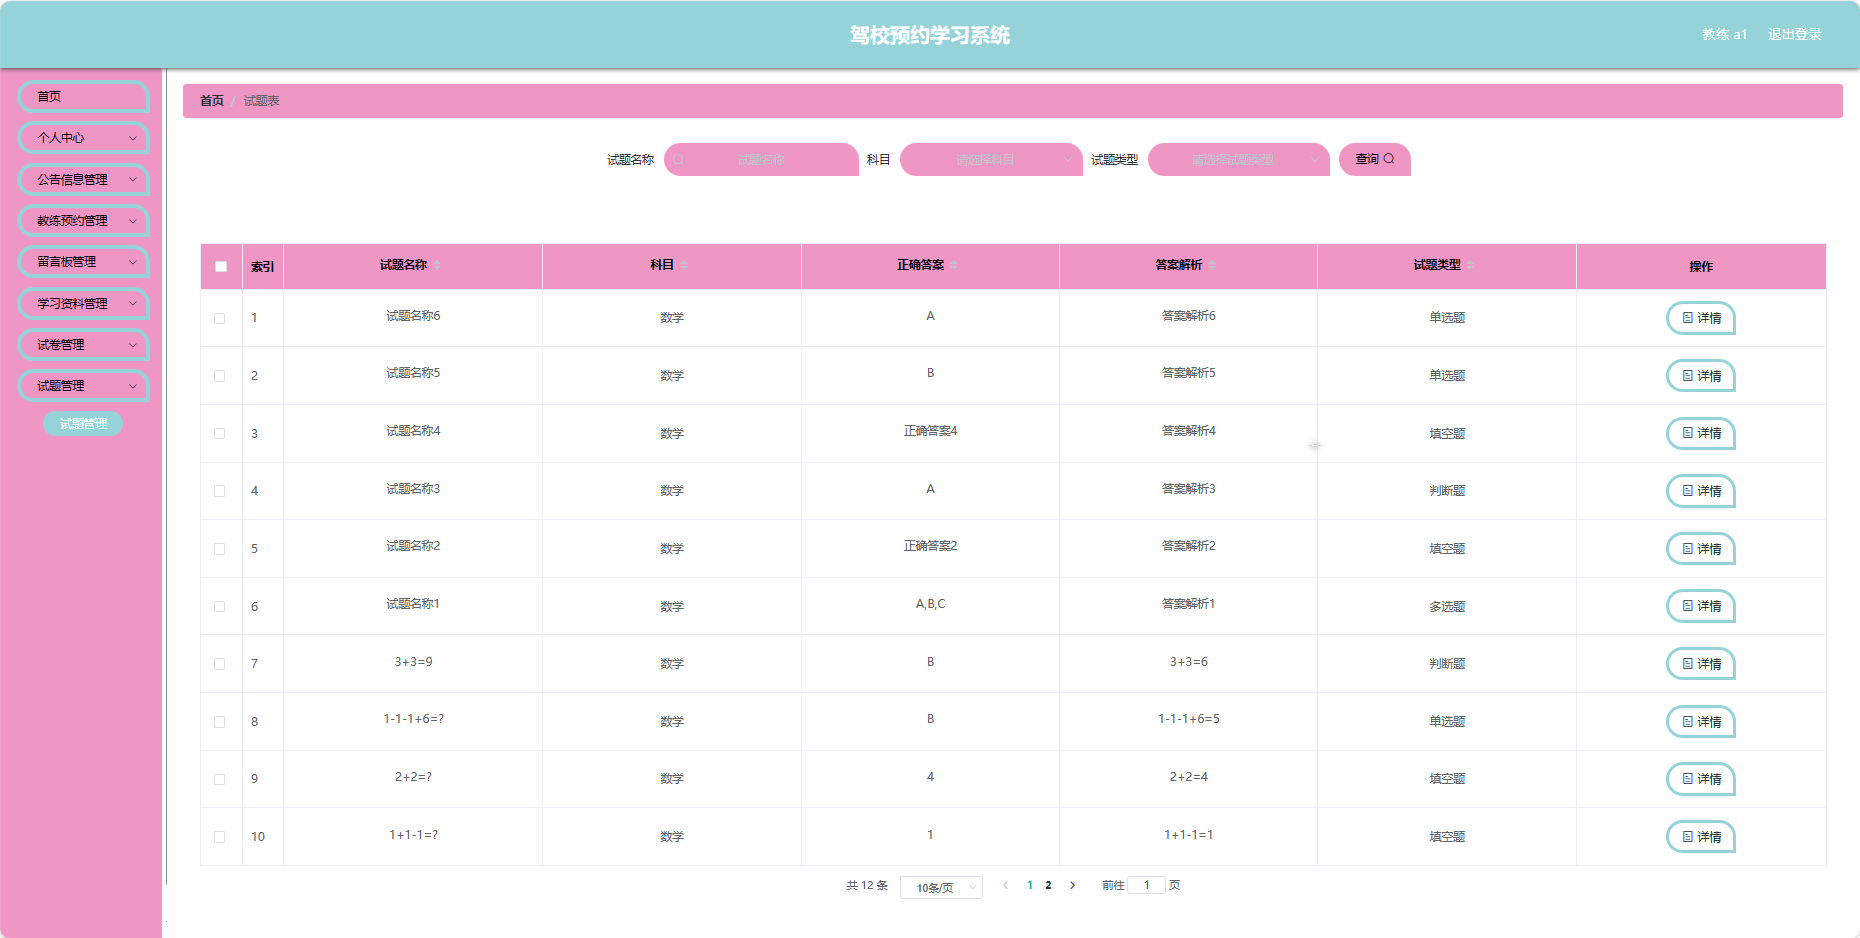 驾校预约学习系统
教练 a1 退出登录
首页
个人中心
公告信息管理
教练预约管理
留言板管理
学习资料管理
试卷管理
试题管理
试题管理
首页 / 试题表
试题名称 试题名称 科目 请选择科目 试题类型 请选择试题类型 查询
索引 试题名称 科目 正确答案 答案解析 试题类型 操作
1 试题名称6 数学 A 答案解析6 单选题 详情
2 试题名称5 数学 B 答案解析5 单选题 详情
3 试题名称4 数学 正确答案4 答案解析4 填空题 详情
4 试题名称3 数学 A 答案解析3 判断题 详情
5 试题名称2 数学 正确答案2 答案解析2 填空题 详情
6 试题名称1 数学 A,B,C 答案解析1 多选题 详情
7 3+3=9 数学 B 3+3=6 判断题 详情
8 1-1-1+6=? 数学 B 1-1-1+6=5 单选题 详情
9 2+2=? 数学 4 2+2=4 填空题 详情
10 1+1-1=? 数学 1 1+1-1=1 填空题 详情
共 12 条 10条/页 1 2 前往 1 页